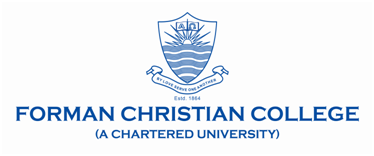 A Ω
BY LOVE SERVE ONE ANOTHER
Estd. 1864
FORMAN CHRISTIAN COLLEGE
(A CHARTERED UNIVERSITY)